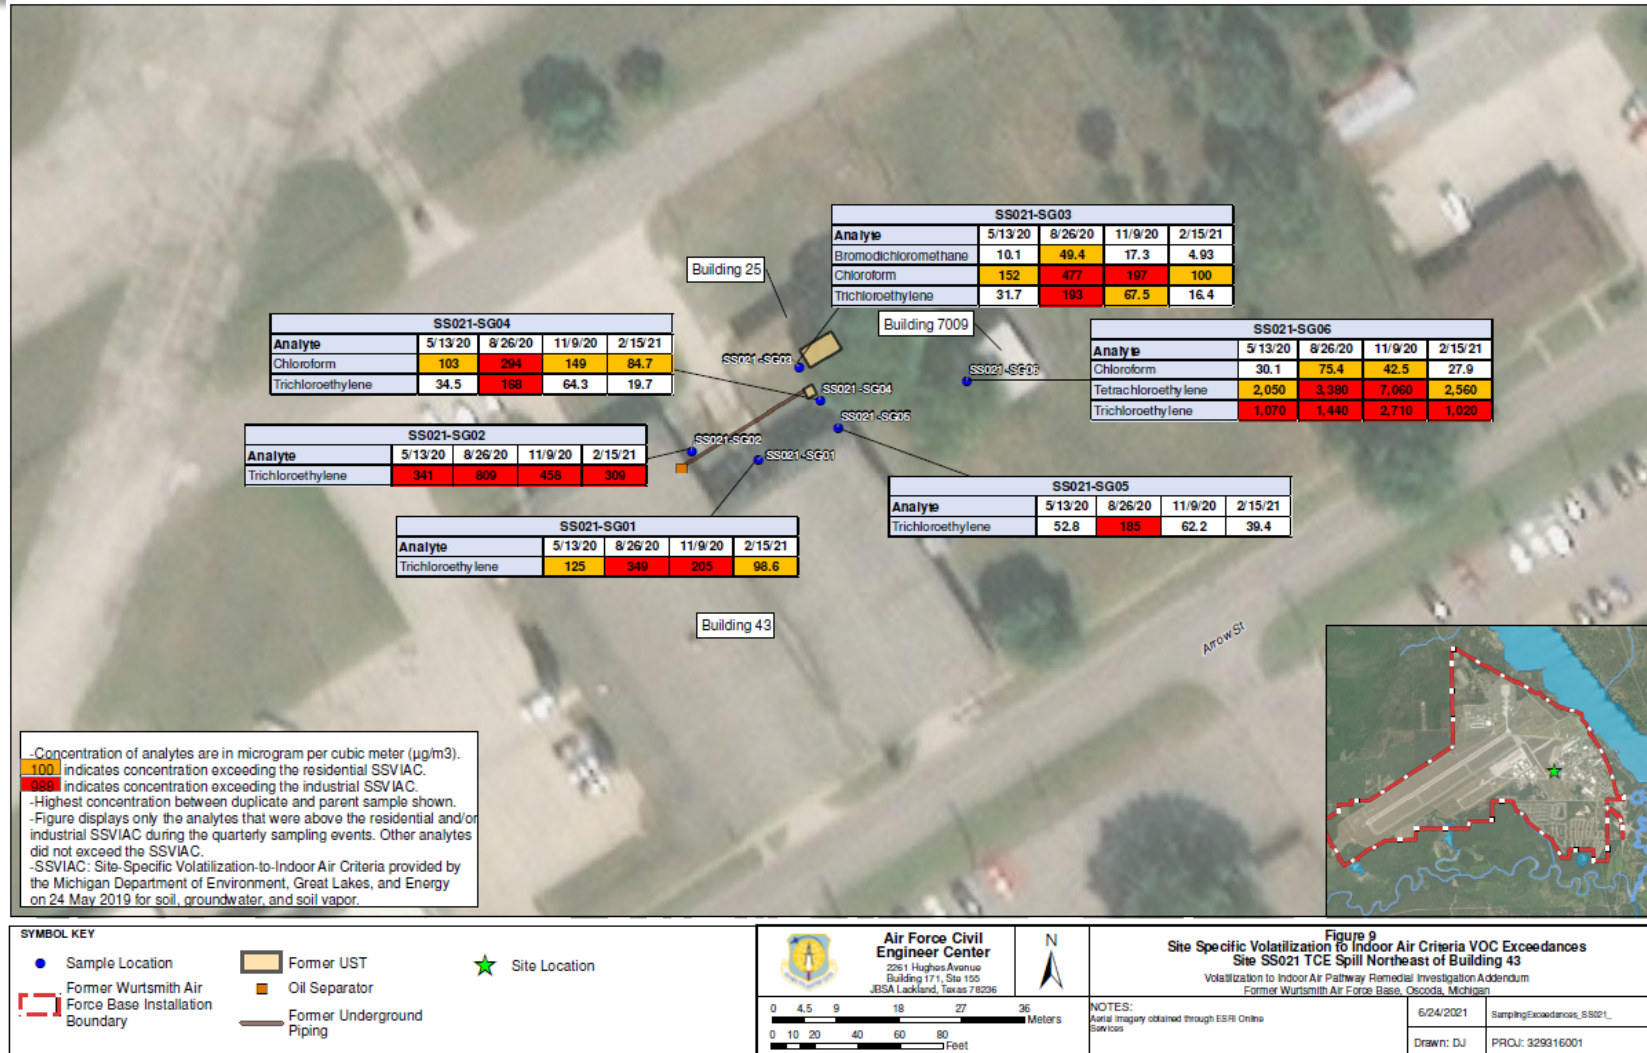 SS021-SG03
Analyte 5/13/20 8/26/20 11/9/20 2/15/21
Bromodichloromethane 10.1 49.4 17.3 4.93
Chloroform 152 477 197 100
Trichloroethylene 31.7 193 67.5 16.4
Building 25
Building 7009
SS021-SG04
Analyte 5/13/20 8/26/20 11/9/20 2/15/21
Chloroform 103 294 149 84.7
Trichloroethylene 34.5 168 64.3 19.7
SS021-SG06
Analyte 5/13/20 8/26/20 11/9/20 2/15/21
Chloroform 30.1 75.4 42.5 27.9
Tetrachloroethylene 2,050 3,380 7,060 2,560
Trichloroethylene 1,070 1,440 2,710 1,020
SS021-SG03
SS021-SG06
SS021-SG04
SS021-SG05
SS021-SG02
SS021-SG01
SS021-SG02
Analyte 5/13/20 8/26/20 11/9/20 2/15/21
Trichloroethylene 341 809 458 309
SS021-SG05
Analyte 5/13/20 8/26/20 11/9/20 2/15/21
Trichloroethylene 52.8 185 62.2 39.4
SS021-SG01
Analyte 5/13/20 8/26/20 11/9/20 2/15/21
Trichloroethylene 125 349 205 98.6
Building 43
Arrow St
-Concentration of analytes are in microgram per cubic meter (µg/m3).
100 indicates concentration exceeding the residential SSVIAC.
988 indicates concentration exceeding the industrial SSVIAC.
-Highest concentration between duplicate and parent sample shown.
-Figure displays only the analytes that were above the residential and/or
industrial SSVIAC during the quarterly sampling events. Other analytes
did not exceed the SSVIAC.
-SSVIAC: Site-Specific Volatilization-to-Indoor Air Criteria provided by
the Michigan Department of Environment, Great Lakes, and Energy
on 24 May 2019 for soil, groundwater, and soil vapor.
SYMBOL KEY
Sample Location
Former Wurtsmith Air
Force Base Installation
Boundary
Former UST
Oil Separator
Former Underground
Piping
Site Location
Air Force Civil
Engineer Center
2261 Hughes Avenue
Building 171, Ste 155
JBSA Lackland, Texas 78236
N
0 4.5 9 18 27 36
Meters
0 10 20 40 60 80
Feet
Figure 9
Site Specific Volatilization to Indoor Air Criteria VOC Exceedances
Site SS021 TCE Spill Northeast of Building 43
Volatilization to Indoor Air Pathway Remedial Investigation Addendum
Former Wurtsmith Air Force Base, Oscoda, Michigan
NOTES:
Aerial Imagery obtained through ESRI Online
Services
6/24/2021
SamplingExceedances_SS021_
Drawn: DJ
PROJ: 329316001